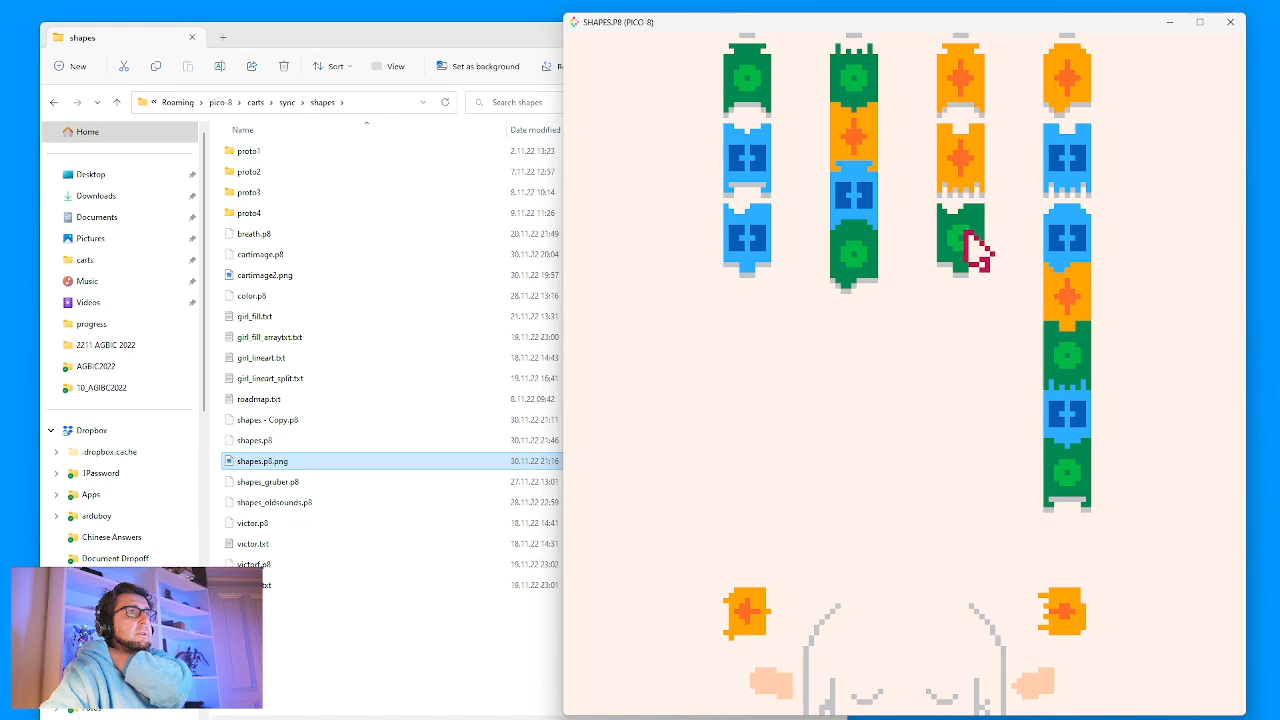 shapes
SHAPES.P8 (PICO-8)
New
Sort
View
Set as background
Roaming
pico-8
carts
sync
shapes
Search shapes
Home
Name
Date modified
Desktop
Downloads
Documents
Pictures
carts
Music
Videos
progress
2211 AGBIC 2022
AGBIC2022
10_AGIBC2022
Dropbox
.dropbox.cache
1Password
Apps
arduboy
Chinese Answers
Document Dropoff
proto1 2.11.22 13:23
proto2 7.11.22 12:57
proto3 8.11.22 10:14
proto4 9.11.22 11:26
breath.p8 20.11.22 21:49
cartimage.p8 30.11.22 20:04
cartimage2.png 30.11.22 19:57
color.p8 28.11.22 13:16
girl_fill.txt 21.11.22 13:31
girl_fill_arraytxt.txt 19.11.22 23:00
girl_lineart.txt 18.11.22 14:43
girl_lineart_split.txt 19.11.22 16:41
roadmap.txt 8.11.22 09:42
shapes - Copy.p8 30.11.22 21:11
shapes.p8 30.11.22 21:46
shapes.p8.png 30.11.22 21:16
shapes_gruber.p8 27.11.22 13:01
shapes_oldsounds.p8 28.11.22 22:59
victor.p8 18.11.22 14:41
victor.txt 18.11.22 14:31
victorf.p8 19.11.22 23:02
.txt 19.11.22 23:01